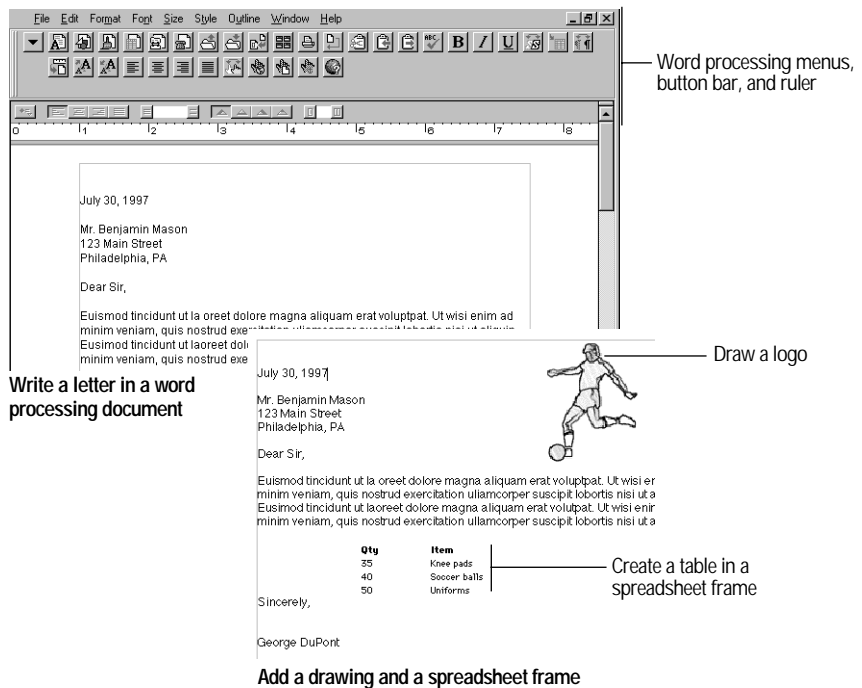 File Edit Format Font Size Style Outline Window Help
ABC B I U
0 1 2 3 4 5 6 7 8
Word processing menus,
button bar, and ruler
July 30, 1997
Mr. Benjamin Mason
123 Main Street
Philadelphia, PA
Dear Sir,
Euismod tincidunt ut la oreet dolore magna aliquam erat voluptpat. Ut wisi enim ad
minim veniam, quis nostrud
Euismod tincidunt ut laoreet
minim veniam, quis nostrud exe
Write a letter in a word
processing document
July 30, 1997
Mr. Benjamin Mason
123 Main Street
Philadelphia, PA
Dear Sir,
Euismod tincidunt ut la oreet dolore magna aliquam erat voluptpat. Ut wisi er
minim veniam, quis nostrud exercitation uliamcorper suscipit lobortis nisi ut a
Eusimod tincidunt ut laoreet dolore magna aliquam erat voluptpat. Ut wisi enir
minim veniam, quis nostrud exercitation ullamcorper suscipit lobortis nisi ut a
Qty Item
35 Knee pads
40 Soccer balls
50 Uniforms
Sincerely,
George DuPont
Draw a logo
Create a table in a
spreadsheet frame
Add a drawing and a spreadsheet frame